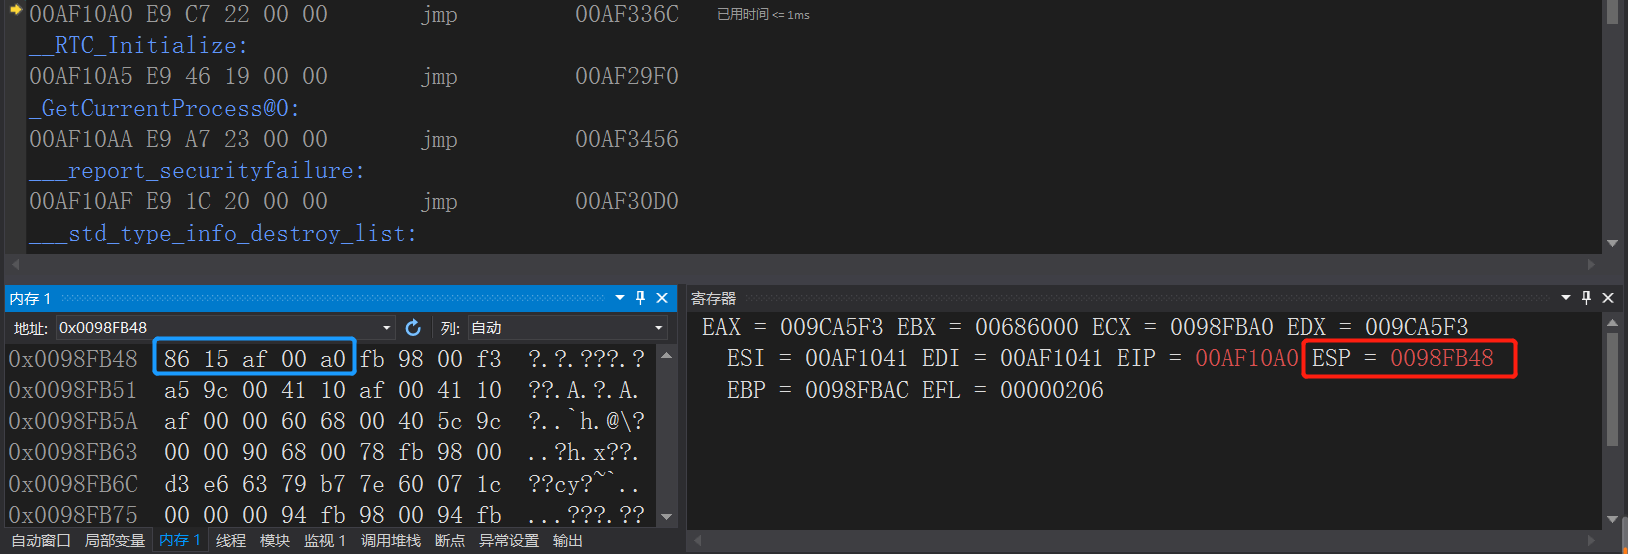 00AF10A0 E9 C7 22 00 00 jmp 00AF336C 已用时间 <= 1ms
__RTC_Initialize:
00AF10A5 E9 46 19 00 00 jmp 00AF29F0
_GetCurrentProcess@0:
00AF10AA E9 A7 23 00 00 jmp 00AF3456
___report_securityfailure:
00AF10AF E9 1C 20 00 00 jmp 00AF30D0
___std_type_info_destroy_list:
内存 1
地址: 0x0098FB48 列: 自动
0x0098FB48 86 15 af 00 a0 fb 98 00 f3 ?.?.???.?
0x0098FB51 a5 9c 00 41 10 af 00 41 10 ??.A.?.A.
0x0098FB5A af 00 00 60 68 00 40 5c 9c ?..`h.@\?
0x0098FB63 00 00 90 68 00 78 fb 98 00 ..?h.x??.
0x0098FB6C d3 e6 63 79 b7 7e 60 07 1c ??cy?~`..
0x0098FB75 00 00 00 94 fb 98 00 94 fb ...???.??
自动窗口 局部变量 内存 1 线程 模块 监视 1 调用堆栈 断点 异常设置 输出
寄存器
EAX = 009CA5F3 EBX = 00686000 ECX = 0098FBA0 EDX = 009CA5F3
ESI = 00AF1041 EDI = 00AF1041 EIP = 00AF10A0 ESP = 0098FB48
EBP = 0098FBAC EFL = 00000206